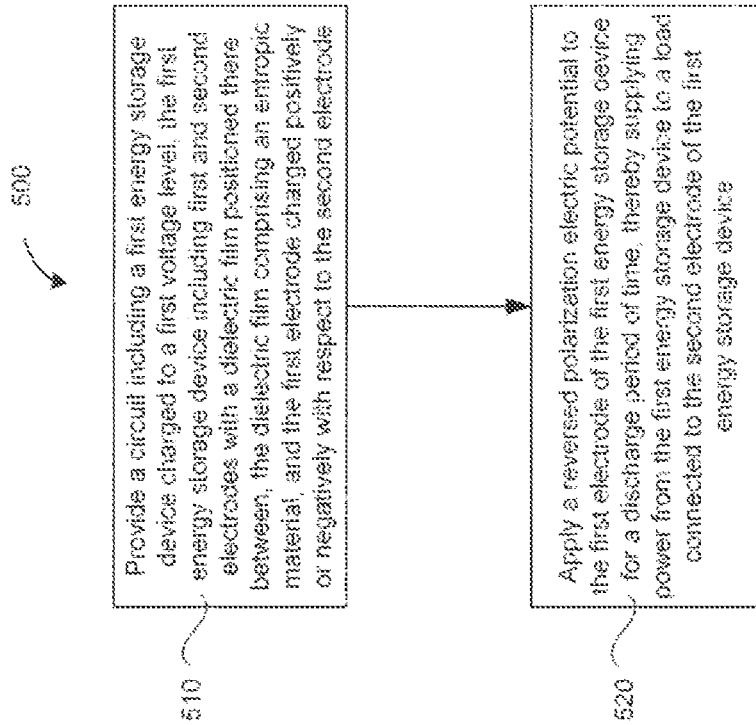 500
510
Provide a circuit including a first energy storage
device charged to a first voltage level, the first
energy storage device including first and second
electrodes with a dielectric film positioned there
between, the dielectric film comprising an entropic
material, and the first electrode charged positively
or negatively with respect to the second electrode
520
Apply a reversed polarization electric potential to
the first electrode of the first energy storage device
for a discharge period of time, thereby supplying
power from the first energy storage device to a load
connected to the second electrode of the first
energy storage device